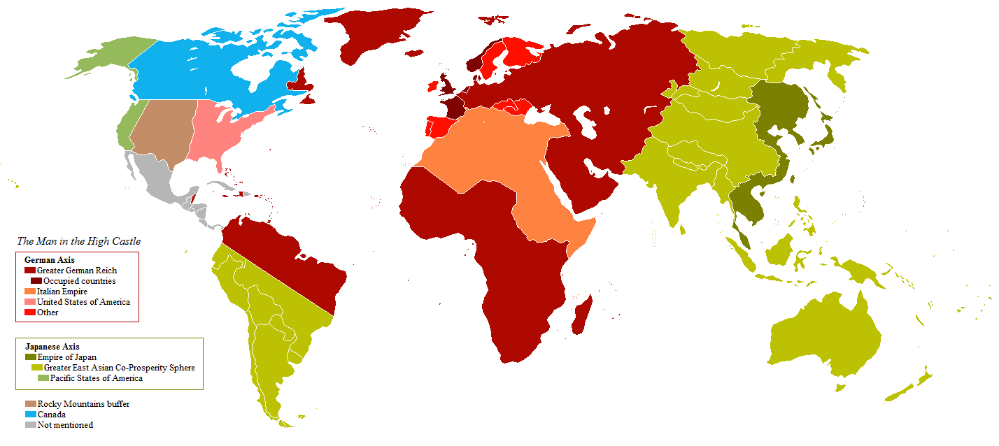 The Man in the High Castle
German Axis
Greater German Reich
Occupied countries
Italian Empire
United States of America
Other
Japanese Axis
Empire of Japan
Greater East Asian Co-Prosperity Sphere
Pacific States of America
Rocky Mountains buffer
Canada
Not mentioned